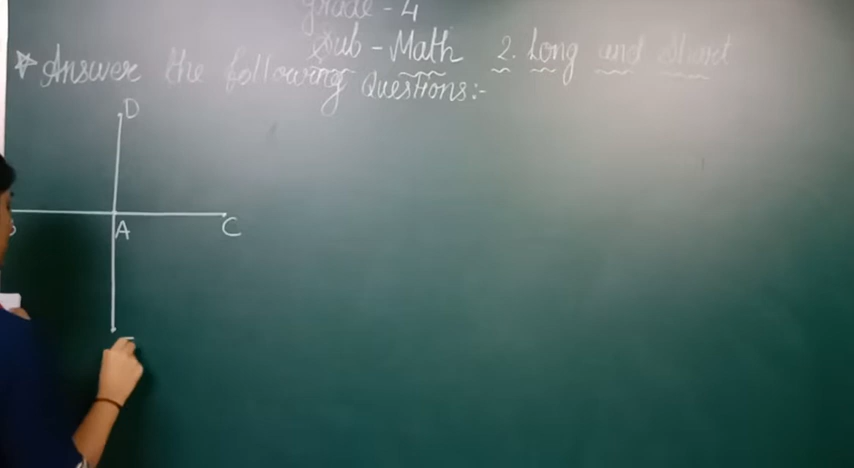 grade - 4
Sub - Math 2. Long and Short
* Answer the following Questions:-
D
A
C